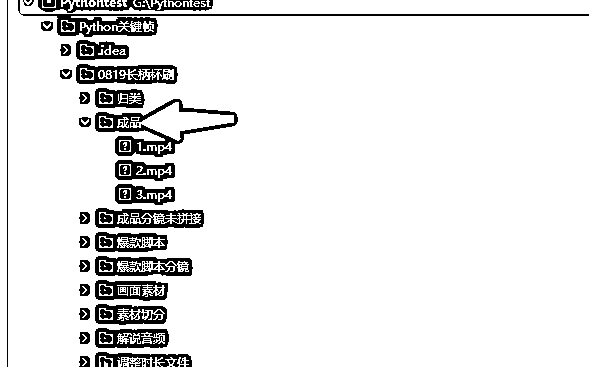 Pythontest G:\Pythontest
Python关键帧
.idea
0819长柄杯刷
归类
成品
1.mp4
2.mp4
3.mp4
成品分镜未拼接
爆款脚本
爆款脚本分镜
画面素材
素材切分
解说音频
调整时长文件